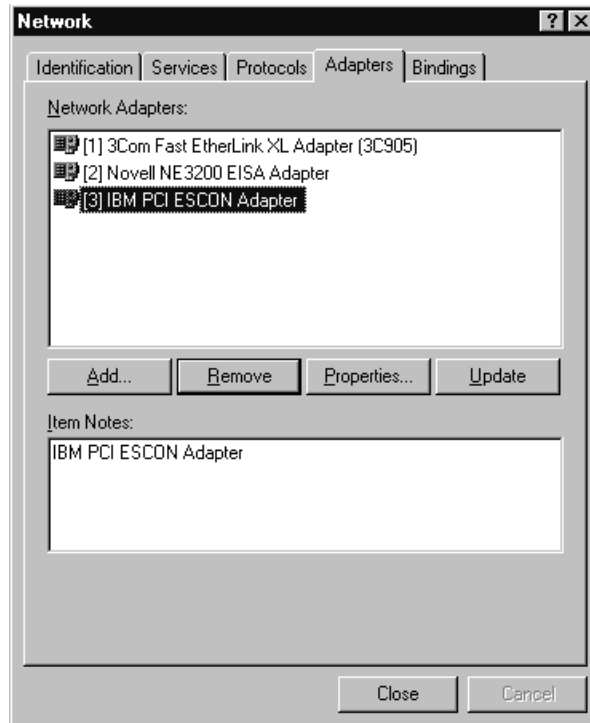 Network
Identification Services Protocols Adapters Bindings
Network Adapters:
[1] 3Com Fast EtherLink XL Adapter (3C905)
[2] Novell NE3200 EISA Adapter
[3] IBM PCI ESCON Adapter
Add... Remove Properties... Update
Item Notes:
IBM PCI ESCON Adapter
Close Cancel